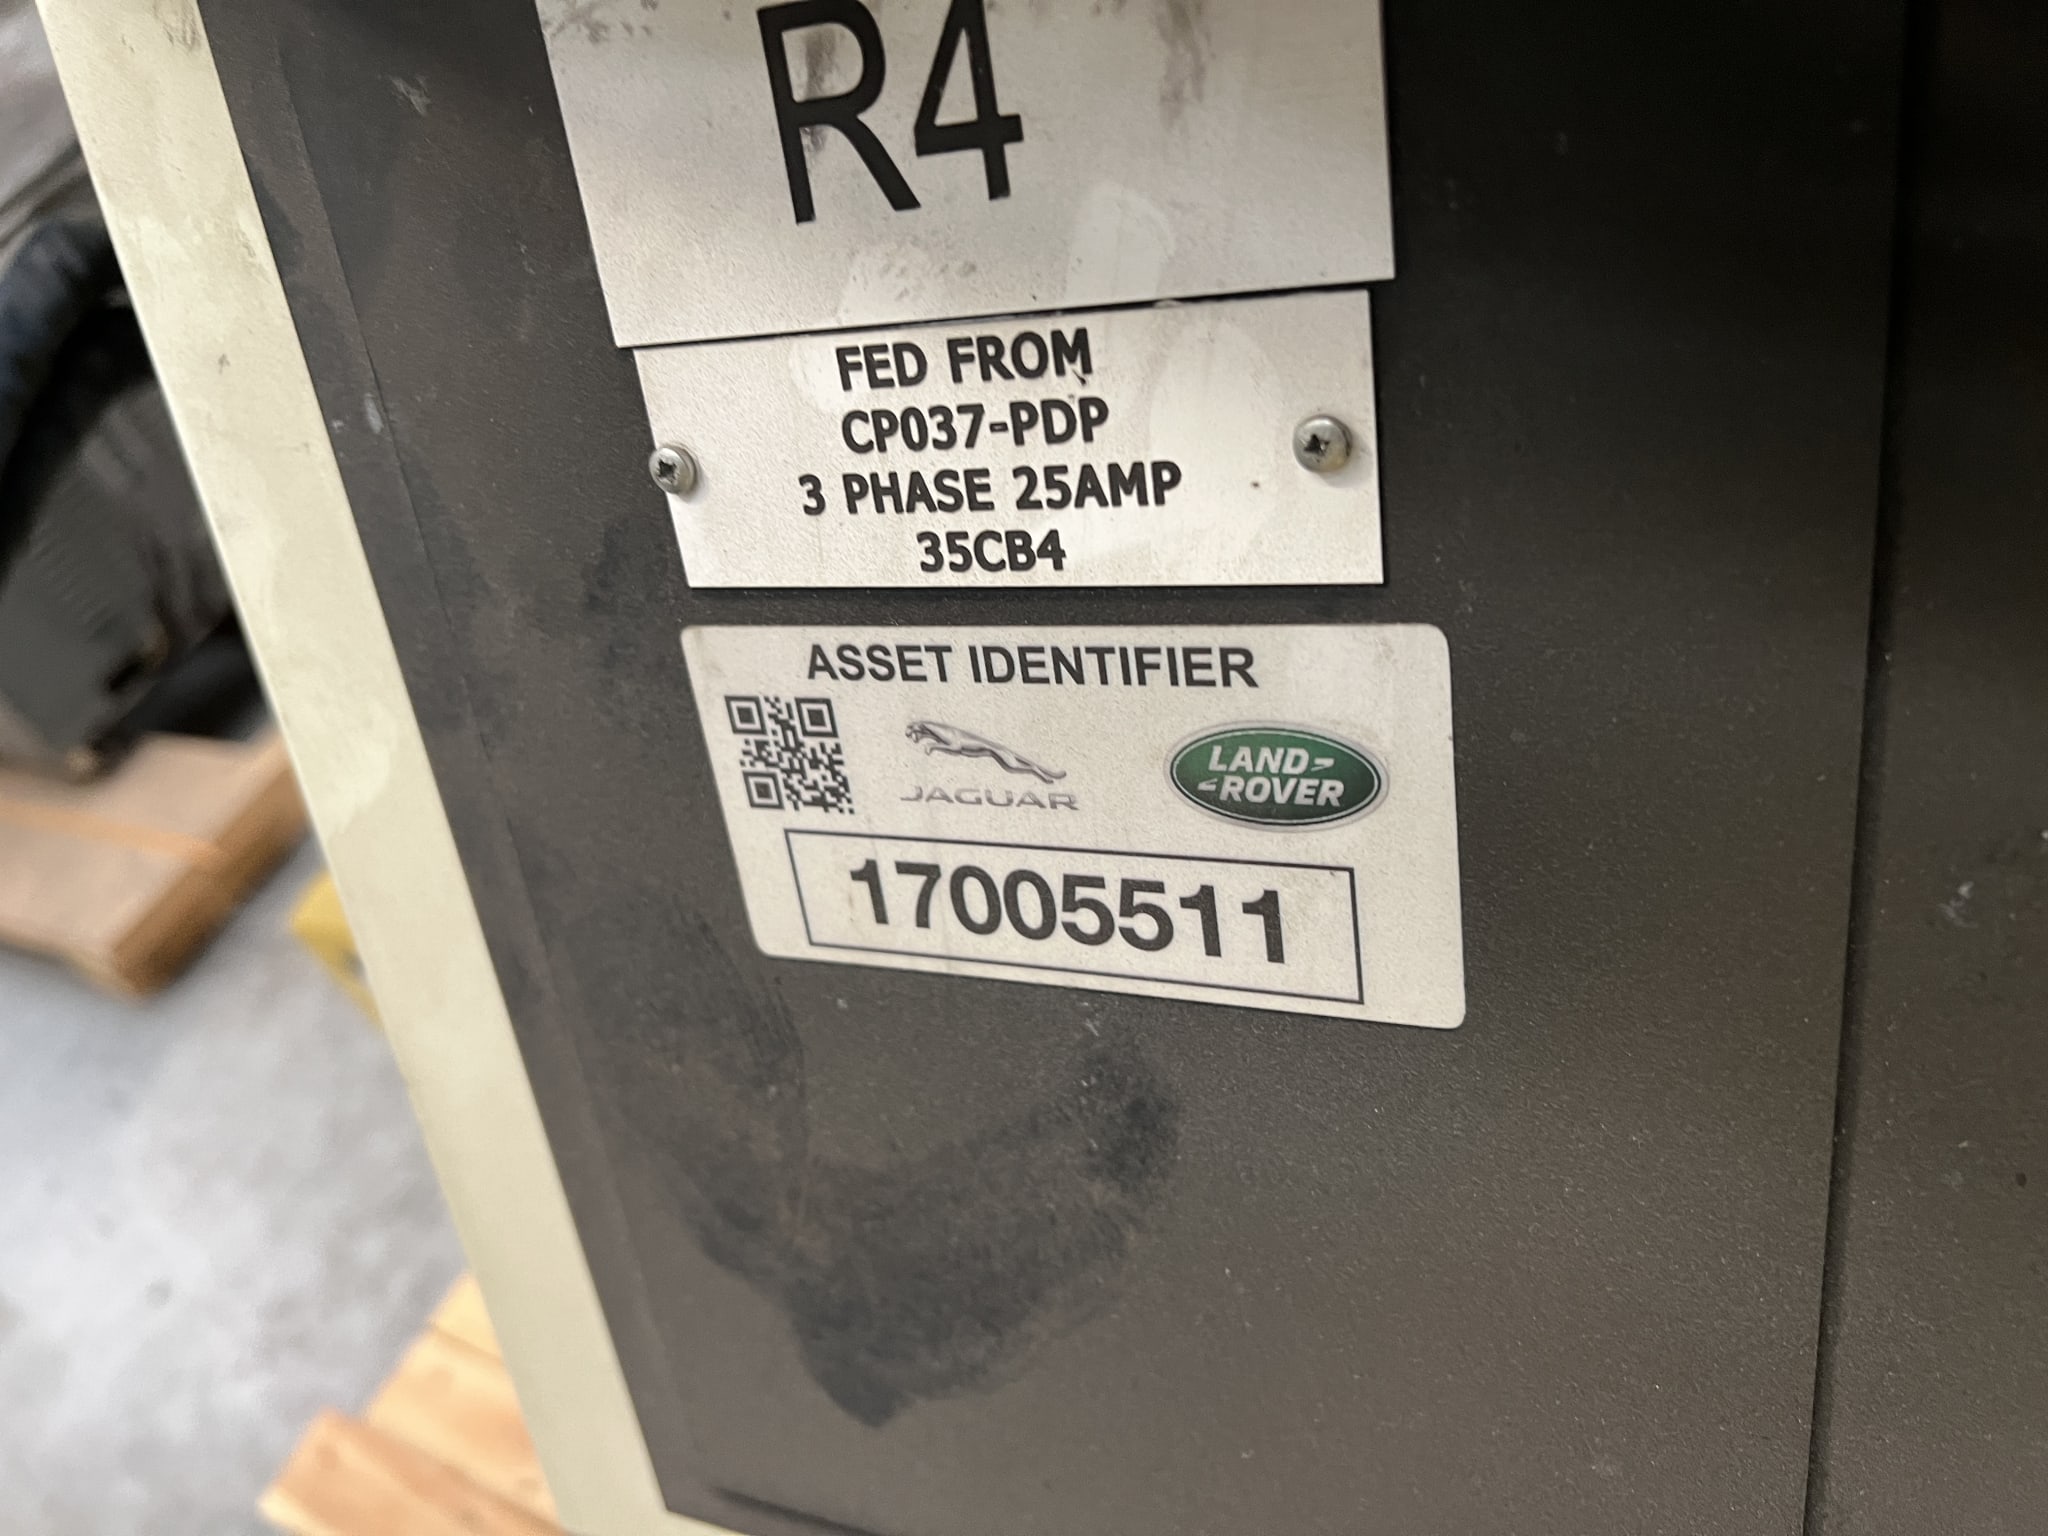 R4
FED FROM
CP037-PDP
3 PHASE 25AMP
35CB4
ASSET IDENTIFIER
JAGUAR
LAND-
-ROVER
17005511